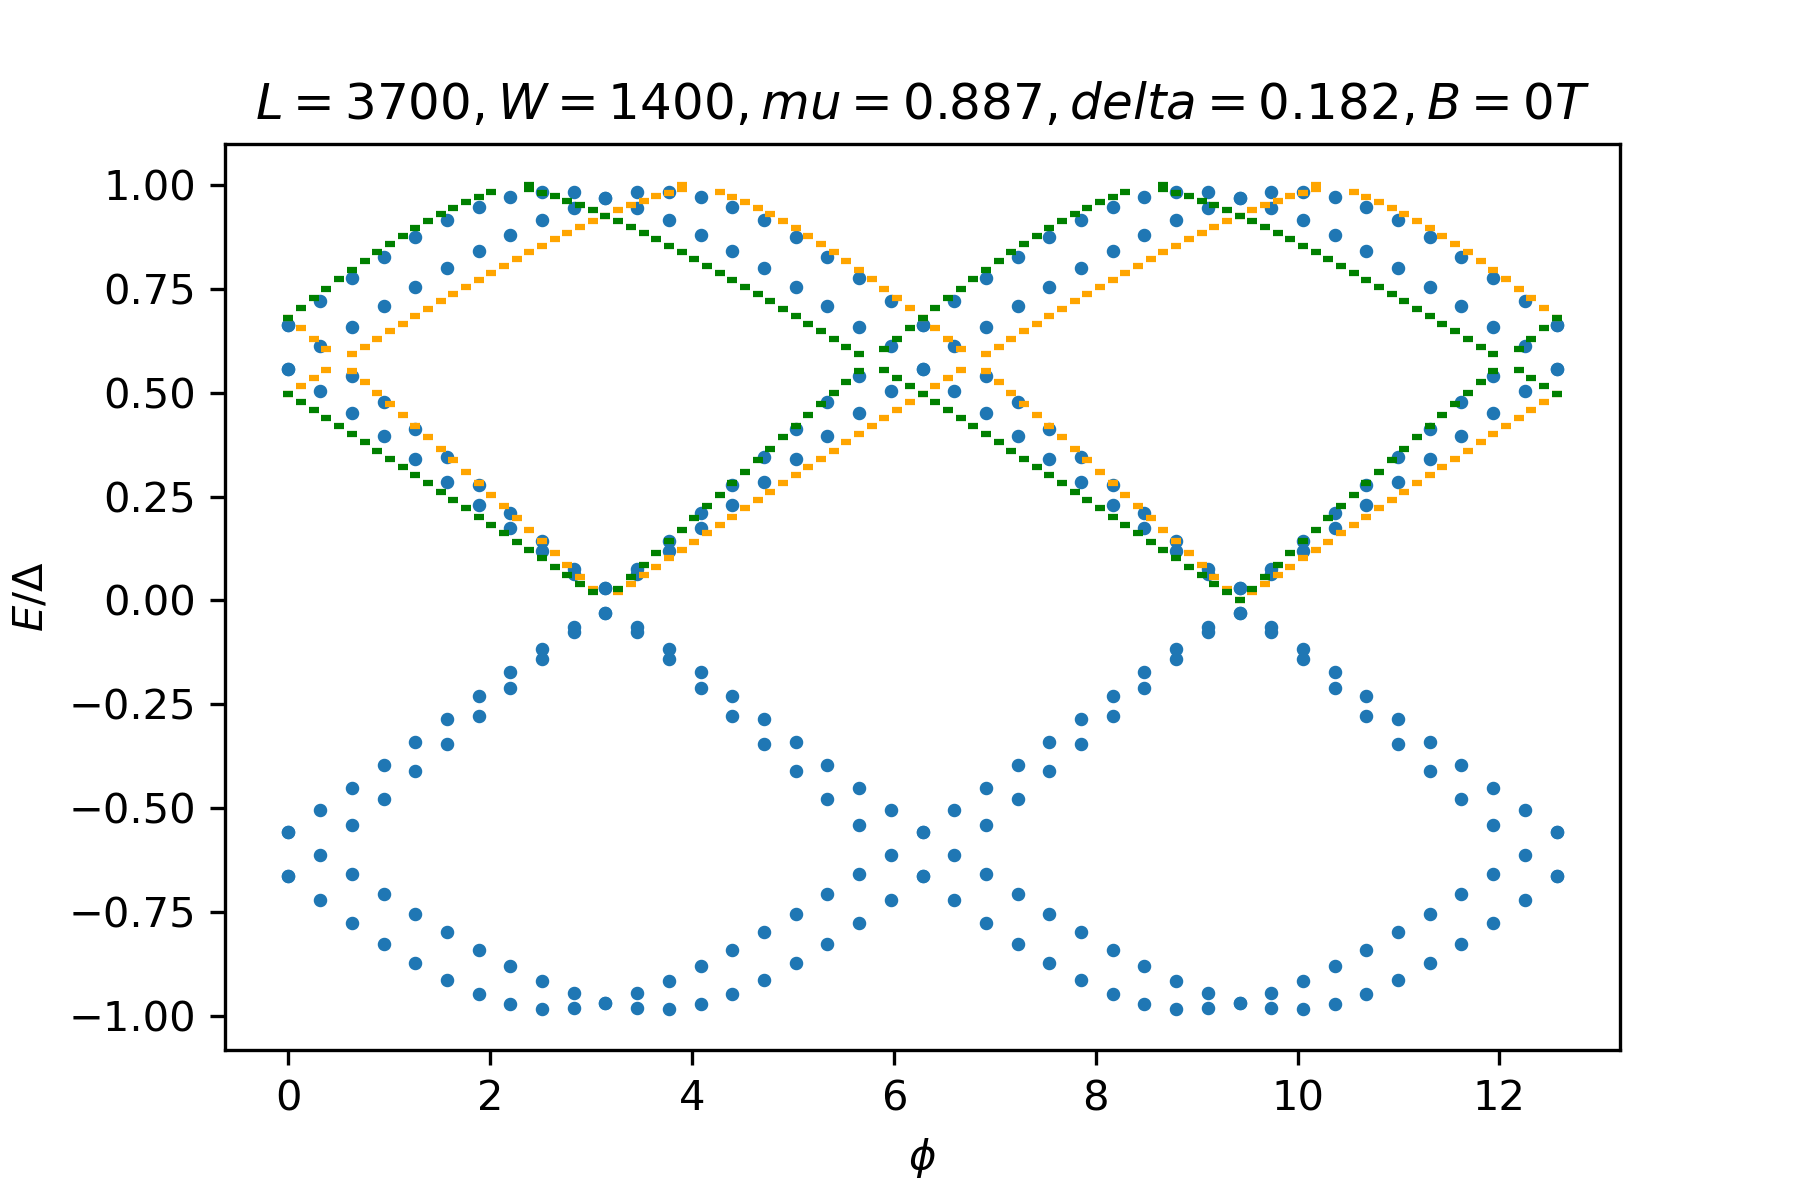 L = 3700, W = 1400, mu = 0.887, delta = 0.182, B = 0T
1.00
0.75
0.50
0.25
0.00
−0.25
−0.50
−0.75
−1.00
E/Δ
0 2 4 6 8 10 12
ϕ